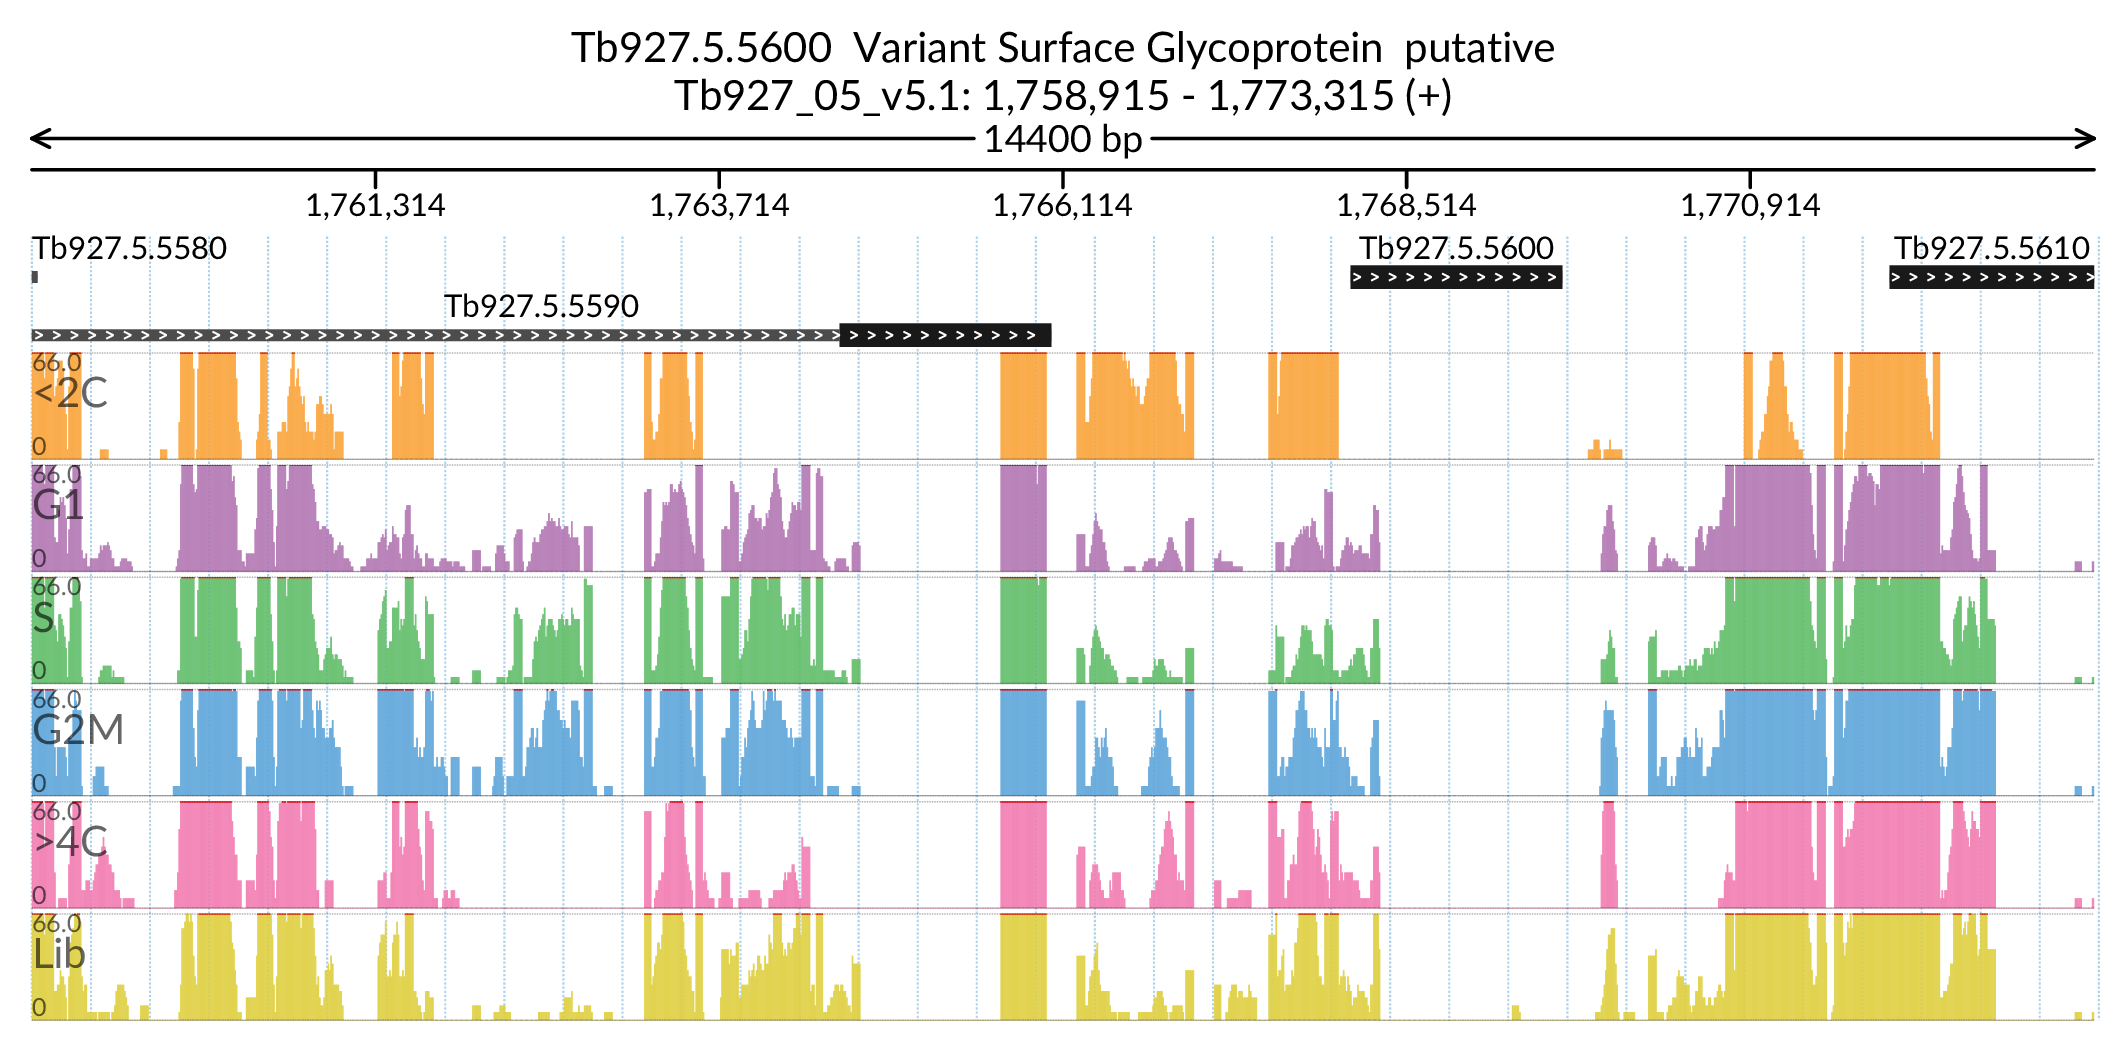 Tb927.5.5600  Variant Surface Glycoprotein  putative
Tb927_05_v5.1: 1,758,915 - 1,773,315 (+)
14400 bp
1,761,314 1,763,714 1,766,114 1,768,514 1,770,914
Tb927.5.5580 Tb927.5.5600 Tb927.5.5610
Tb927.5.5590
66.0
<2C
0
66.0
G1
0
66.0
S
0
66.0
G2M
0
66.0
>4C
0
66.0
Lib
0